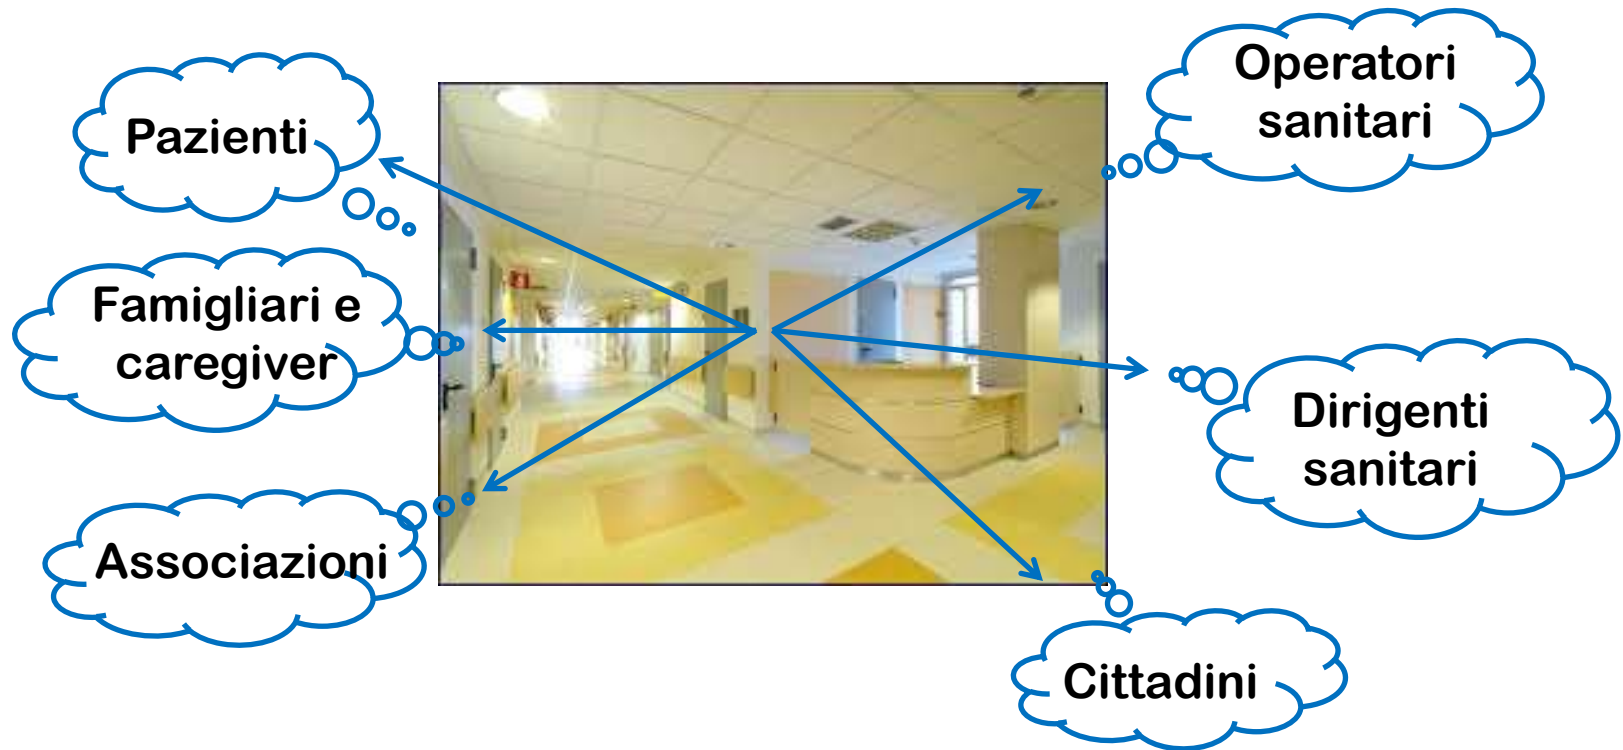 Pazienti
Famigliari e
caregiver
Associazioni
Operatori
sanitari
Dirigenti
sanitari
Cittadini